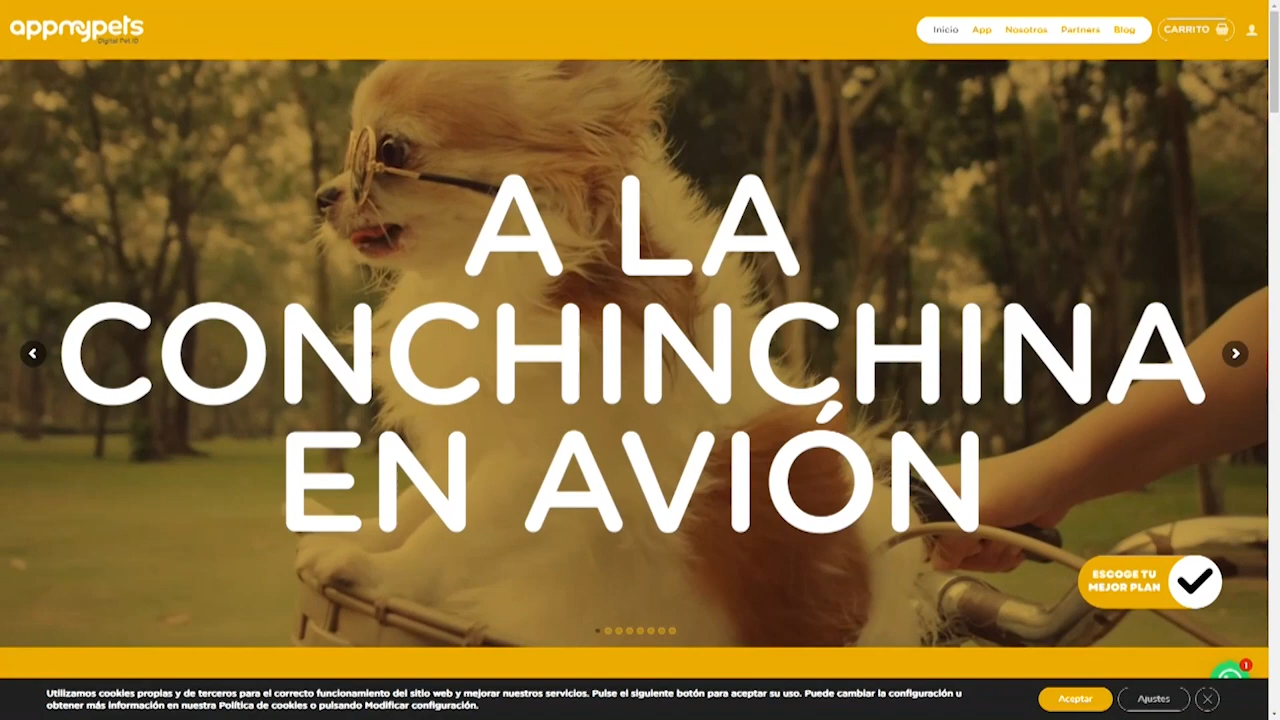 appmypets
Digital Pet ID
Inicio App Nosotros Partners Blog
CARRITO
A LA
CONCHINCHINA
EN AVIÓN
ESCOGE TU
MEJOR PLAN
1
Utilizamos cookies propias y de terceros para el correcto funcionamiento del sitio web y mejorar nuestros servicios. Pulse el siguiente botón para aceptar su uso. Puede cambiar la configuración u
obtener más información en nuestra Política de cookies o pulsando Modificar configuración.
Aceptar
Ajustes